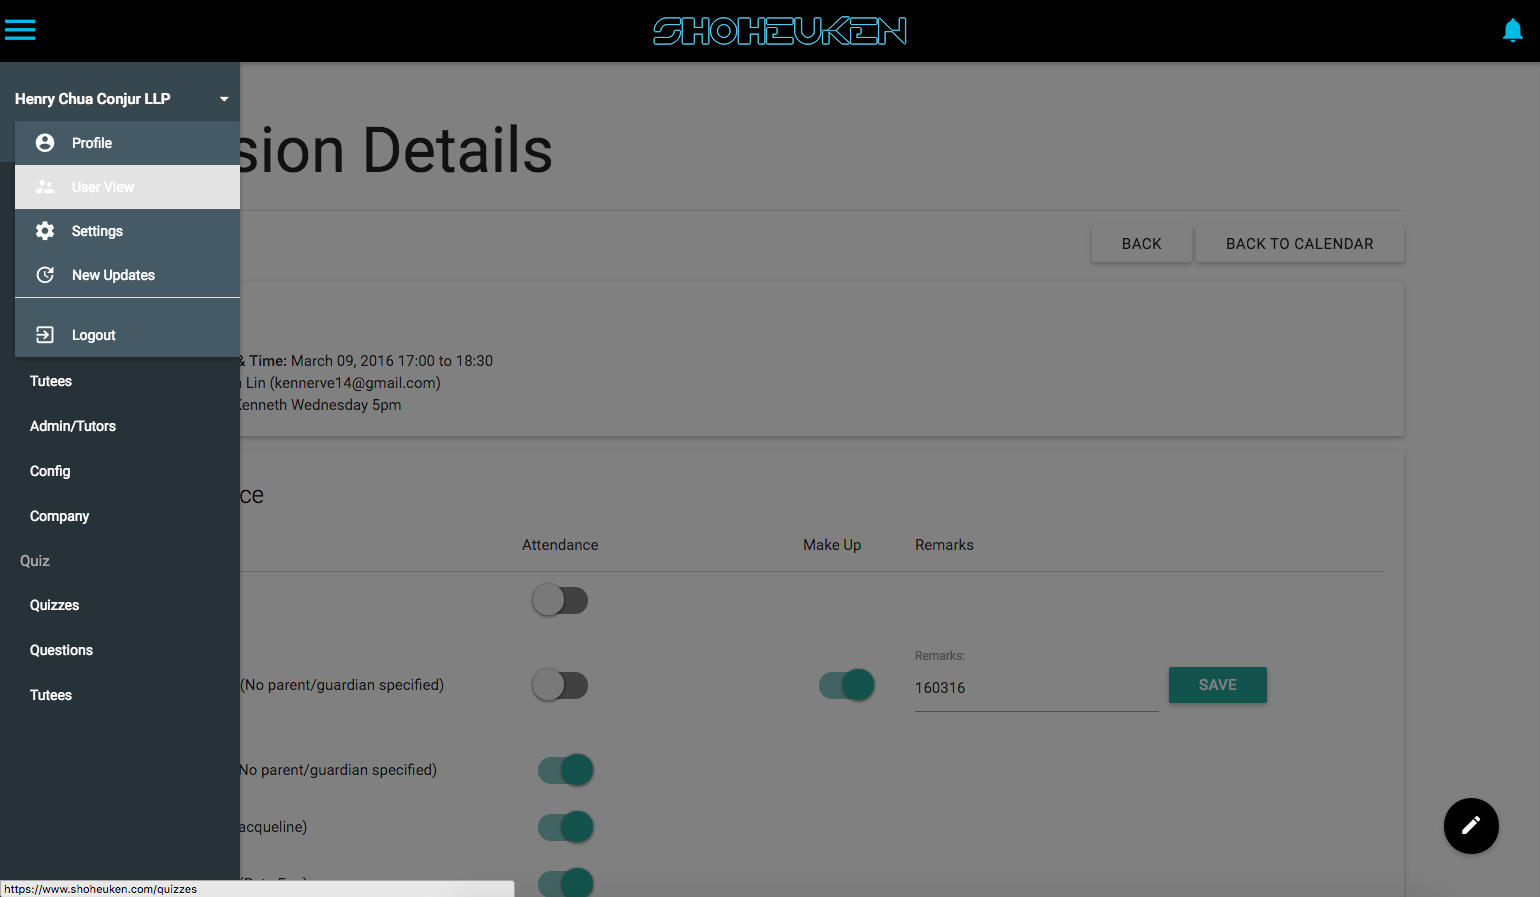 SHOHEUKEN
Henry Chua Conjur LLP
Profile
User View
Settings
New Updates
Logout
Tutees
Admin/Tutors
Config
Company
Quiz
Quizzes
Questions
Tutees
sion Details
BACK
BACK TO CALENDAR
& Time: March 09, 2016 17:00 to 18:30
Lin (kennerve14@gmail.com)
Kenneth Wednesday 5pm
ce
Attendance
Make Up
Remarks
Remarks:
(No parent/guardian specified)
160316
SAVE
No parent/guardian specified)
acqueline)
https://www.shoheuken.com/quizzes